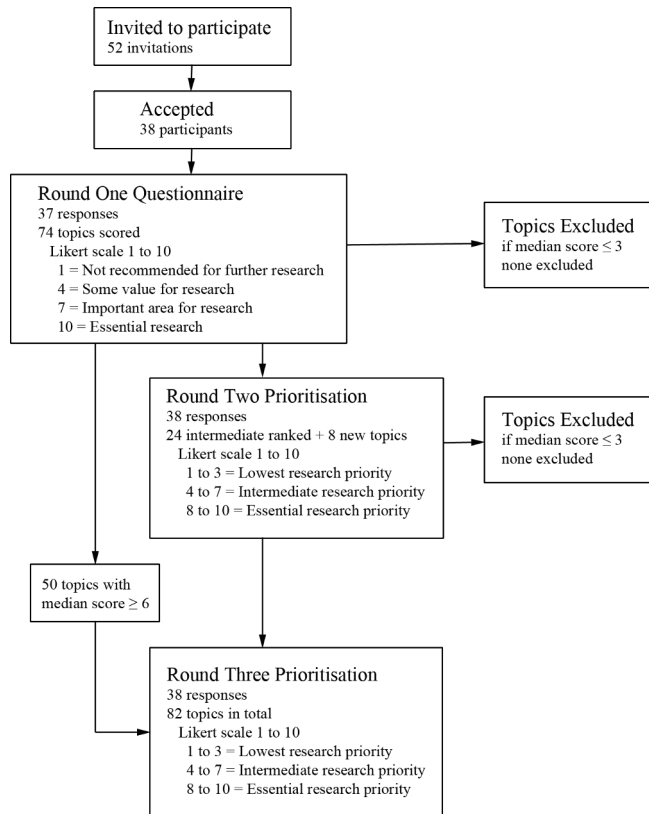 Invited to participate
52 invitations
Accepted
38 participants
Round One Questionnaire
37 responses
74 topics scored
Likert scale 1 to 10
1 = Not recommended for further research
4 = Some value for research
7 = Important area for research
10 = Essential research
Topics Excluded
if median score ≤ 3
none excluded
Round Two Prioritisation
38 responses
24 intermediate ranked + 8 new topics
Likert scale 1 to 10
1 to 3 = Lowest research priority
4 to 7 = Intermediate research priority
8 to 10 = Essential research priority
Topics Excluded
if median score ≤ 3
none excluded
50 topics with
median score ≥ 6
Round Three Prioritisation
38 responses
82 topics in total
Likert scale 1 to 10
1 to 3 = Lowest research priority
4 to 7 = Intermediate research priority
8 to 10 = Essential research priority